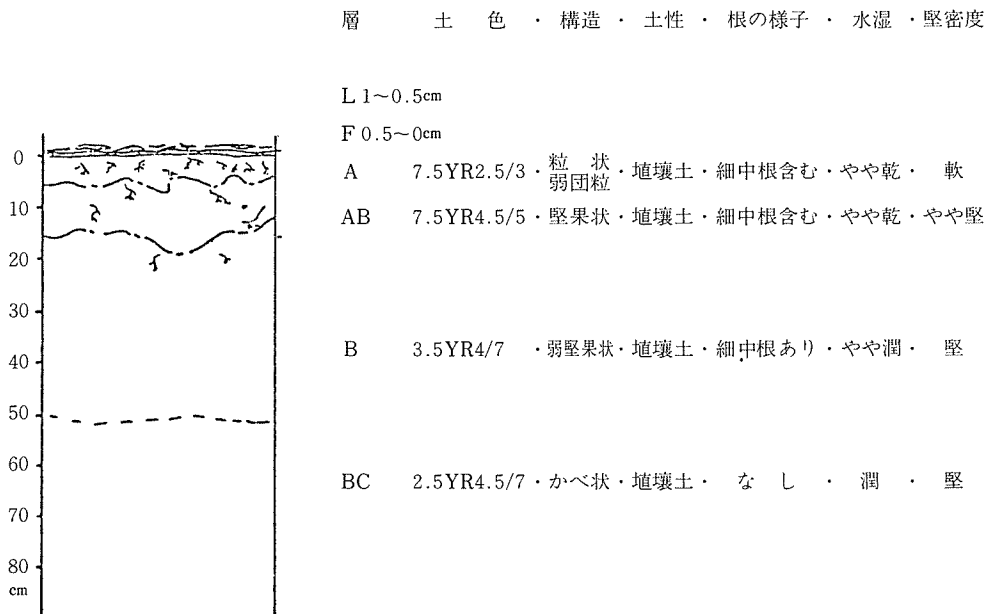 層 土 色 ・ 構造 ・ 土性 ・ 根の様子 ・ 水湿 ・ 堅密度
L 1～0.5cm
F 0.5～0cm
A 7.5YR2.5/3 ・ 粒 状 弱団粒 ・ 埴壌土 ・ 細中根含む ・ やや乾 ・ 軟
AB 7.5YR4.5/5 ・ 堅果状 ・ 埴壌土 ・ 細中根含む ・ やや乾 ・ やや堅
B 3.5YR4/7 ・ 弱堅果状 ・ 埴壌土 ・ 細中根あり ・ やや潤 ・ 堅
BC 2.5YR4.5/7 ・ かべ状 ・ 埴壌土 ・ な し ・ 潤 ・ 堅
0
10
20
30
40
50
60
70
80
cm